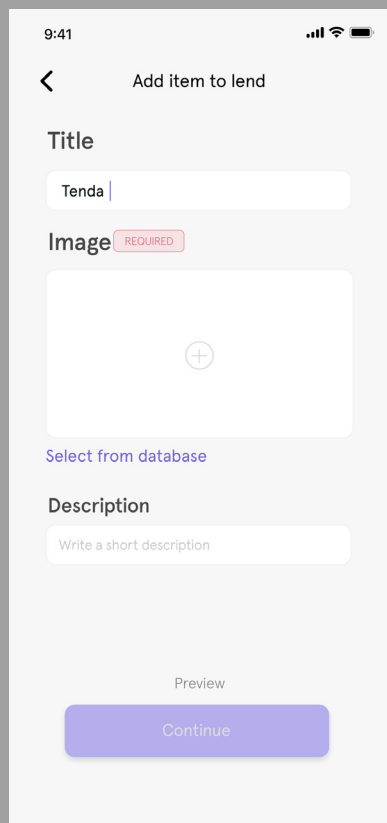 9:41
Add item to lend
Title
Tenda
Image REQUIRED
Select from database
Description
Write a short description
Preview
Continue